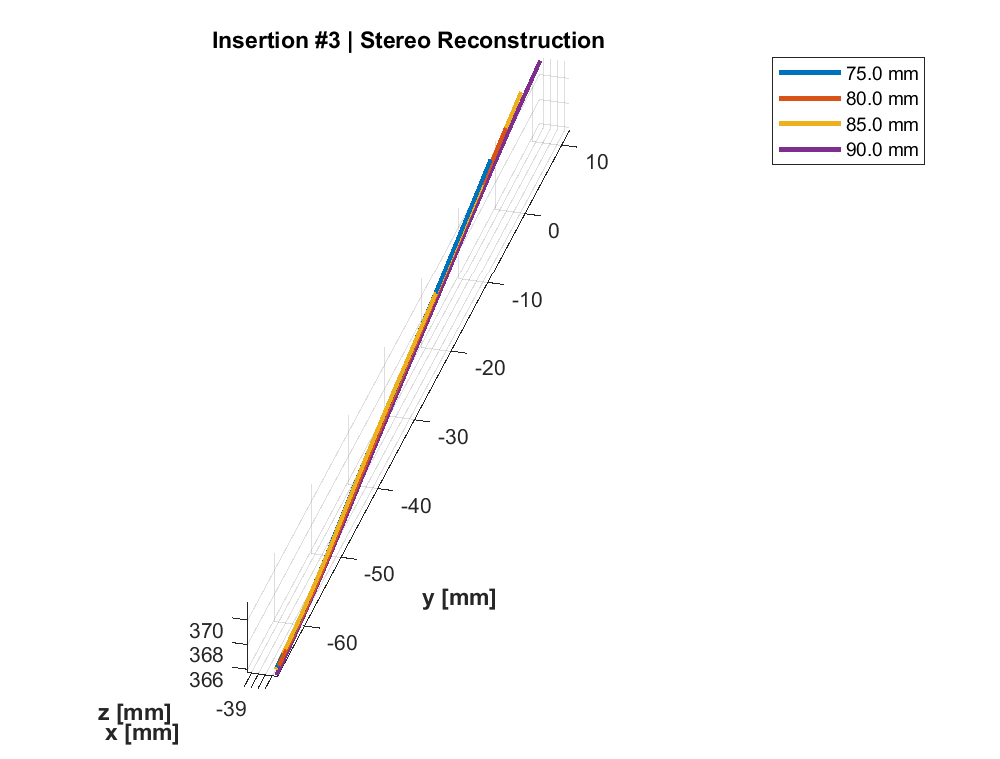 Insertion #3 | Stereo Reconstruction
75.0 mm
80.0 mm
85.0 mm
90.0 mm
10
0
-10
-20
-30
-40
-50
-60
y [mm]
370
368
366
-39
z [mm]
x [mm]